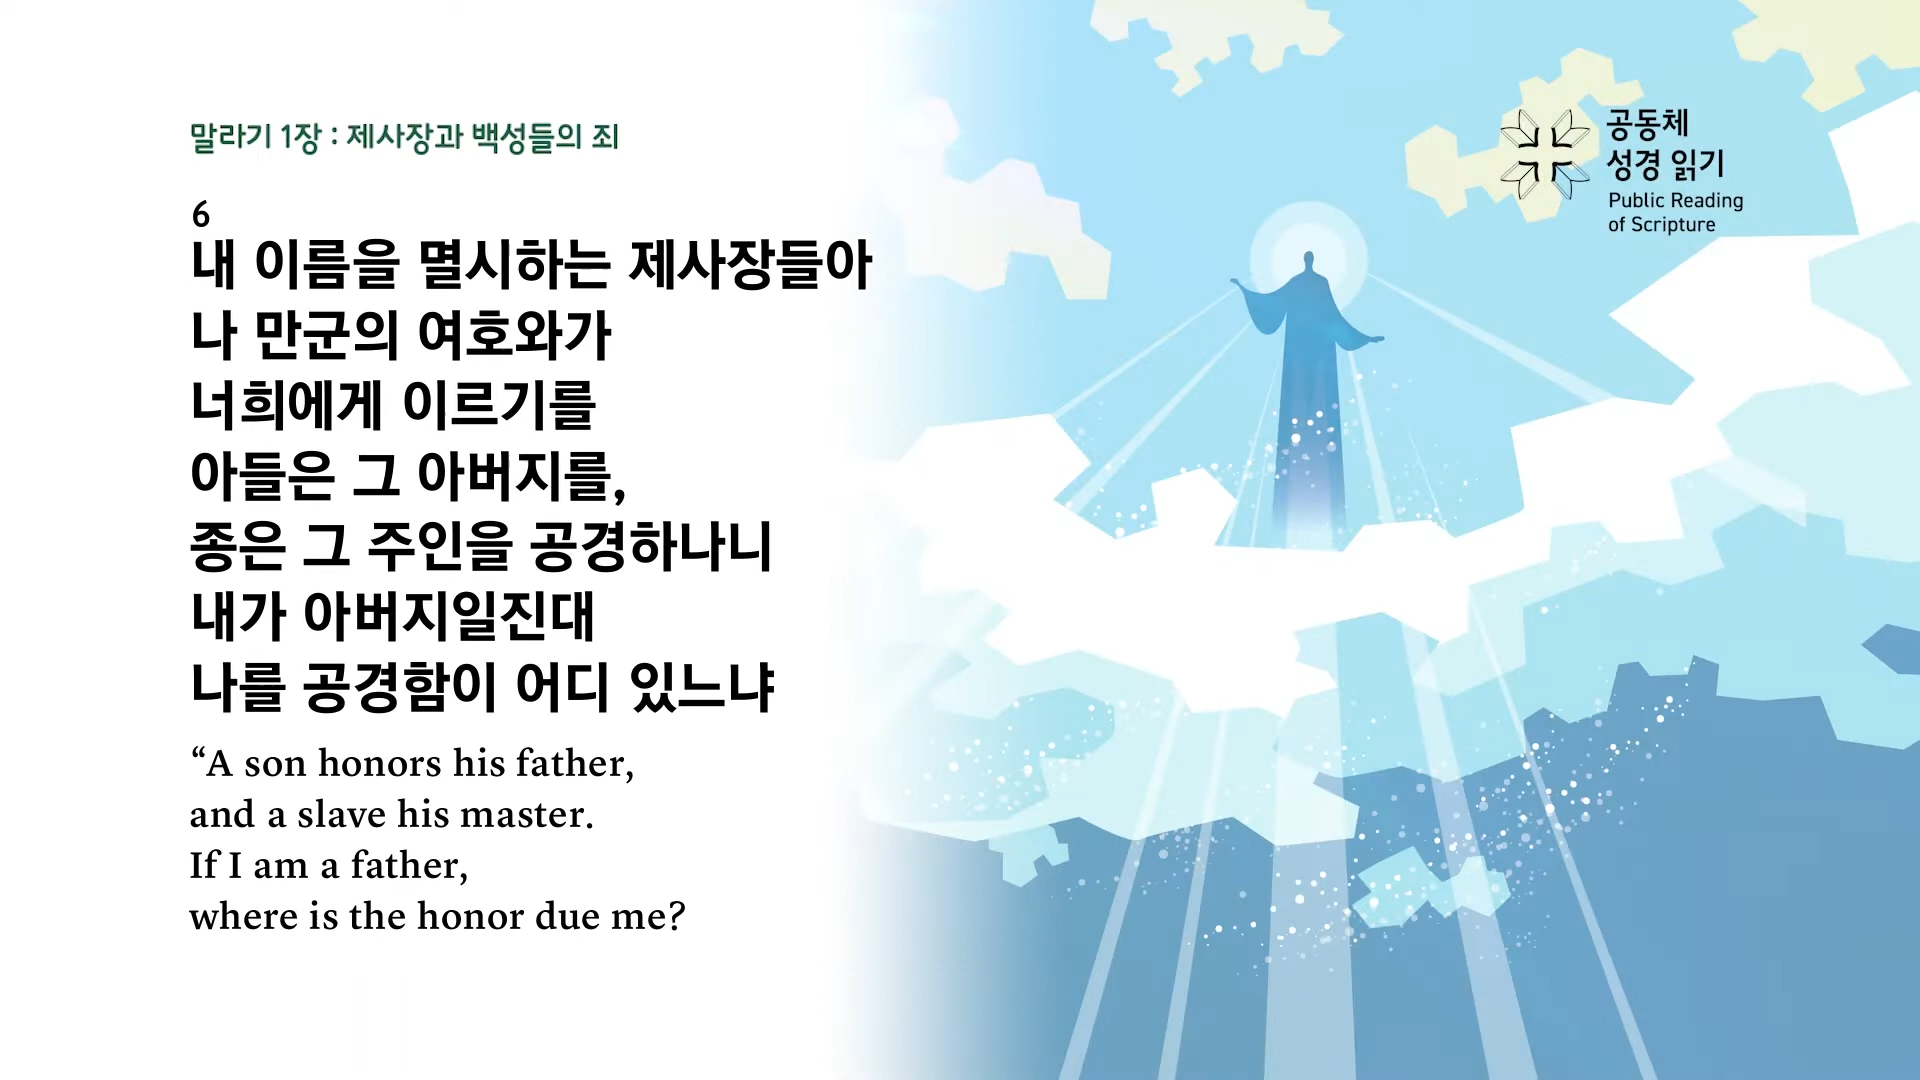 말라기 1장 : 제사장과 백성들의 죄
6
내 이름을 멸시하는 제사장들아
나 만군의 여호와가
너희에게 이르기를
아들은 그 아버지를,
종은 그 주인을 공경하나니
내가 아버지일진대
나를 공경함이 어디 있느냐
“A son honors his father,
and a slave his master.
If I am a father,
where is the honor due me?
공동체
성경 읽기
Public Reading
of Scripture